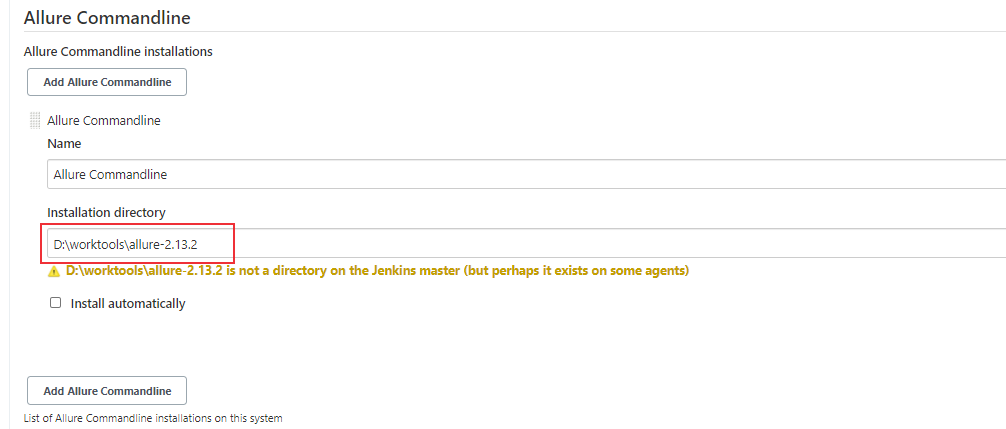 Allure Commandline
Allure Commandline installations
Add Allure Commandline
Allure Commandline
Name
Allure Commandline
Installation directory
D:\worktools\allure-2.13.2
D:\worktools\allure-2.13.2 is not a directory on the Jenkins master (but perhaps it exists on some agents)
Install automatically
Add Allure Commandline
List of Allure Commandline installations on this system